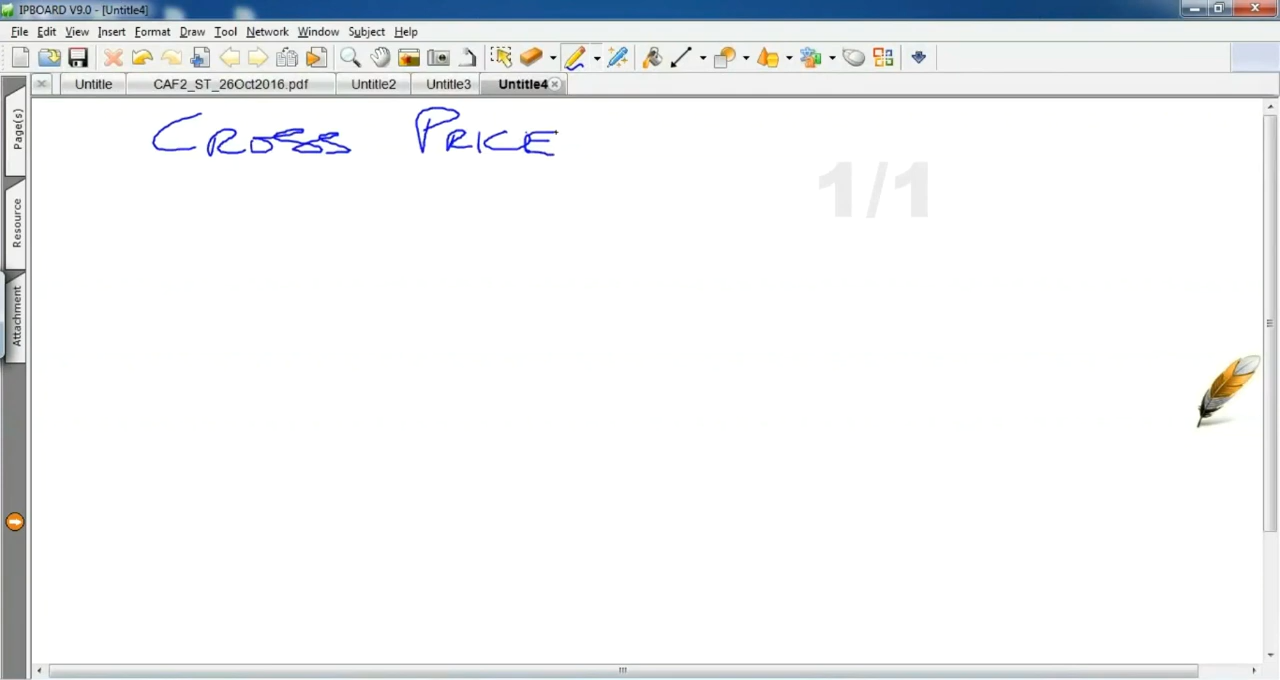 IPBOARD V9.0 - [Untitle4]
File Edit View Insert Format Draw Tool Network Window Subject Help
Untitle CAF2_ST_26Oct2016.pdf Untitle2 Untitle3 Untitle4
Page(s)
Resource
Attachment
CROSS PRICE
1/1